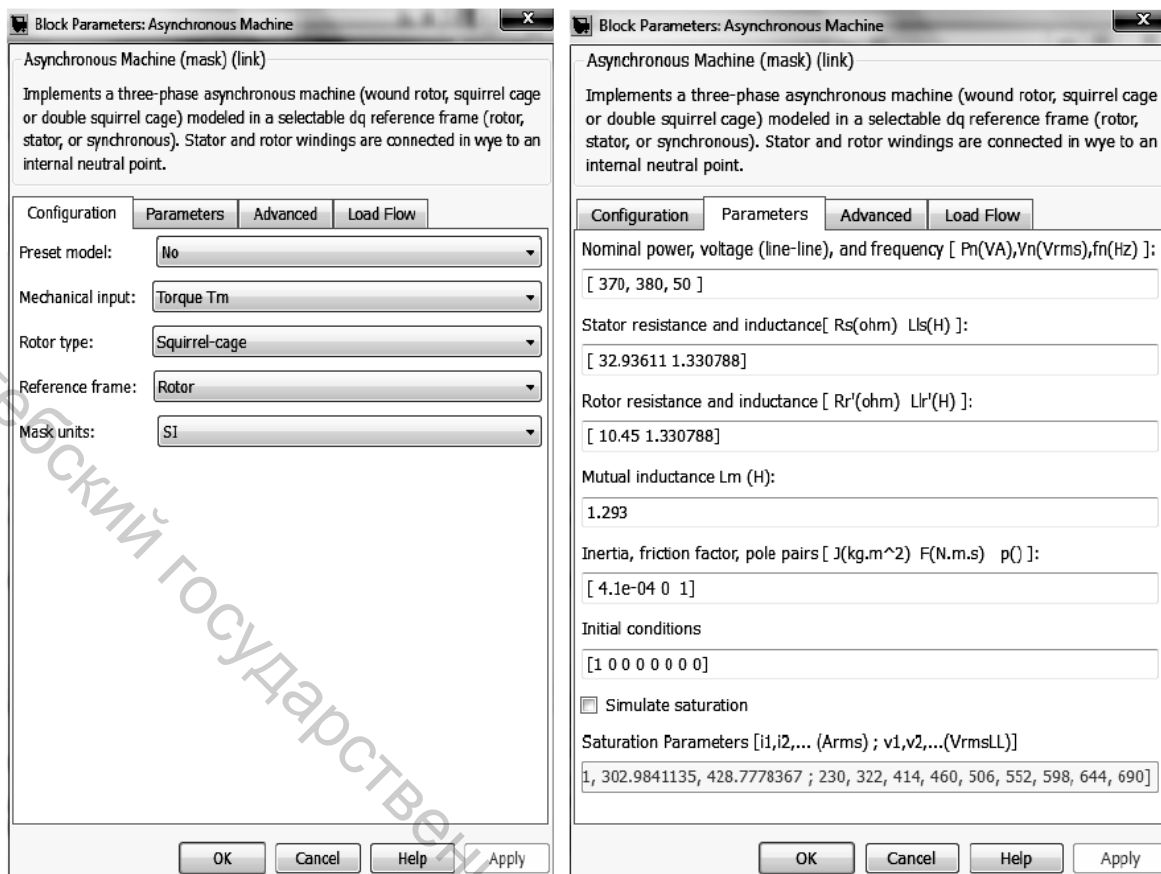 Block Parameters: Asynchronous Machine
Asynchronous Machine (mask) (link)
Implements a three-phase asynchronous machine (wound rotor, squirrel cage
or double squirrel cage) modeled in a selectable dq reference frame (rotor,
stator, or synchronous). Stator and rotor windings are connected in wye to an
internal neutral point.
Configuration Parameters Advanced Load Flow
Preset model: No
Mechanical input: Torque Tm
Rotor type: Squirrel-cage
Reference frame: Rotor
Mask units: SI
OK Cancel Help Apply
Block Parameters: Asynchronous Machine
Asynchronous Machine (mask) (link)
Implements a three-phase asynchronous machine (wound rotor, squirrel cage
or double squirrel cage) modeled in a selectable dq reference frame (rotor,
stator, or synchronous). Stator and rotor windings are connected in wye to an
internal neutral point.
Configuration Parameters Advanced Load Flow
Nominal power, voltage (line-line), and frequency [ Pn(VA),Vn(Vrms),fn(Hz) ]:
[ 370, 380, 50 ]
Stator resistance and inductance[ Rs(ohm) Lls(H) ]:
[ 32.93611 1.330788]
Rotor resistance and inductance [ Rr'(ohm) Llr'(H) ]:
[ 10.45 1.330788]
Mutual inductance Lm (H):
1.293
Inertia, friction factor, pole pairs [ J(kg.m^2) F(N.m.s) p() ]:
[ 4.1e-04 0 1]
Initial conditions
[1 0 0 0 0 0 0 0]
Simulate saturation
Saturation Parameters [i1,i2,... (Arms) ; v1,v2,...(VrmsLL)]
1, 302.9841135, 428.7778367 ; 230, 322, 414, 460, 506, 552, 598, 644, 690]
OK Cancel Help Apply
тебский государствен